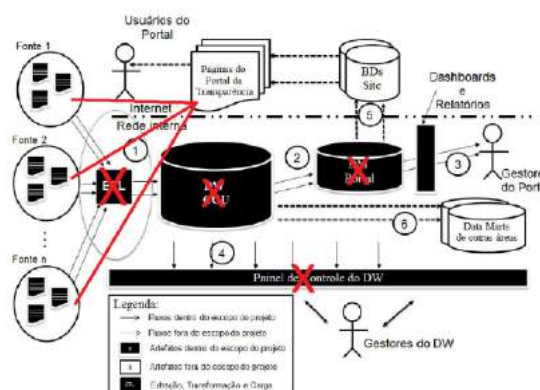 Usuários do
Portal
Fonte 1
Páginas do
Portal da
Transparência
BDs
Site
Dashboards
e
Relatórios
Internet
Rede interna
Fonte 2
1
2
3
5
DW
Portal
Gestores
do Port
6
Data Marts
de outras áreas
4
Fonte n
Painel de Controle do DW
Legenda:
Fluxos dentro do escopo do projeto
Fluxos fora do escopo do projeto
Artefatos dentro do escopo do projeto
Artefatos fora do escopo do projeto
ETL
Extração, Transformação e Carga
Gestores do DW